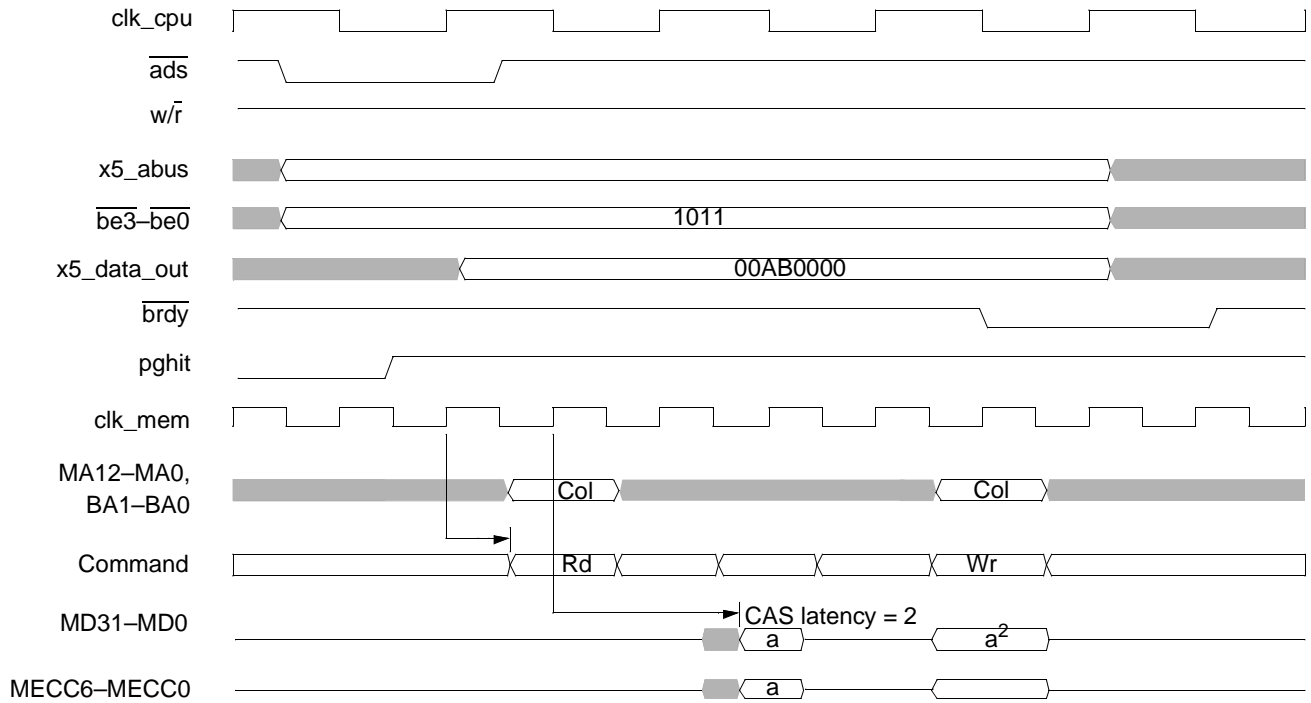 clk_cpu
ads
w/r
x5_abus
be3–be0
1011
x5_data_out
00AB0000
brdy
pghit
clk_mem
MA12–MA0,
BA1–BA0
Col
Col
Command
Rd
Wr
CAS latency = 2
MD31–MD0
a
a2
MECC6–MECC0
a